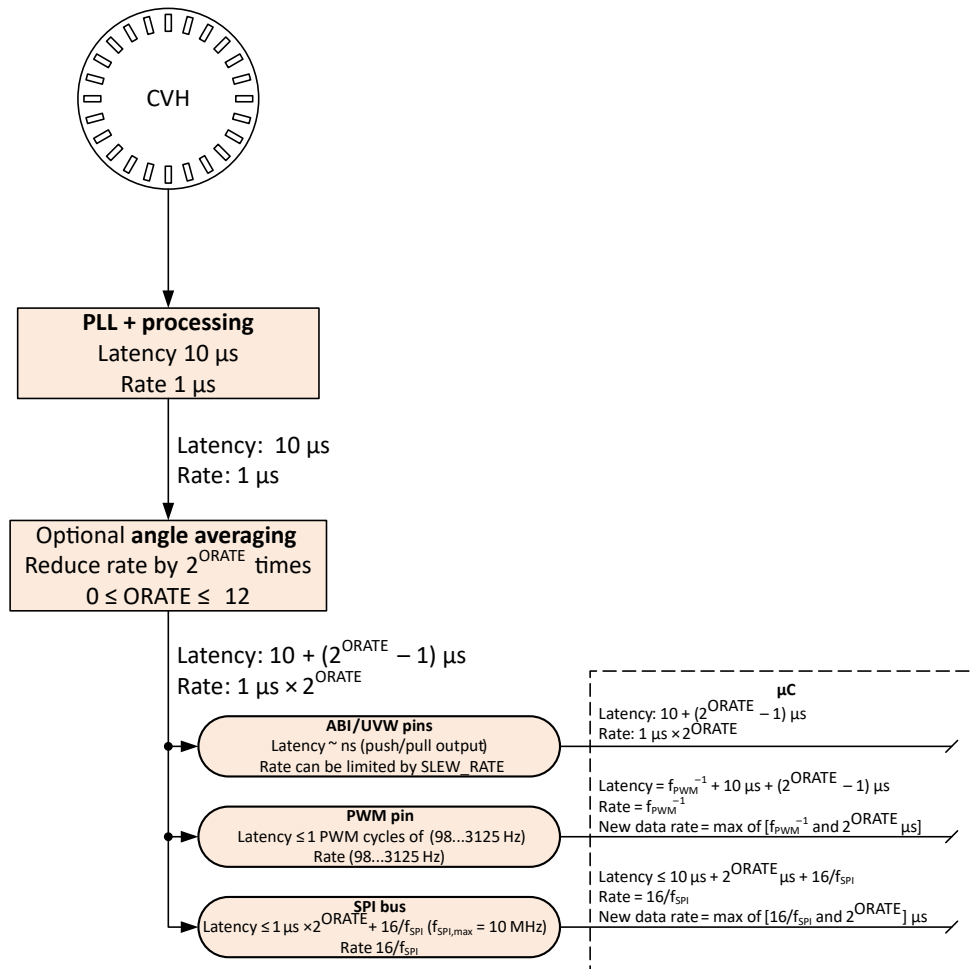 CVH
PLL + processing
Latency 10 µs
Rate 1 µs
Latency: 10 µs
Rate: 1 µs
Optional angle averaging
Reduce rate by 2^ORATE times
0 ≤ ORATE ≤ 12
Latency: 10 + (2^ORATE – 1) µs
Rate: 1 µs × 2^ORATE
ABI/UVW pins
Latency ~ ns (push/pull output)
Rate can be limited by SLEW_RATE
PWM pin
Latency ≤ 1 PWM cycles of (98...3125 Hz)
Rate (98...3125 Hz)
SPI bus
Latency ≤ 1 µs ×2^ORATE + 16/f_SPI (f_SPI,max = 10 MHz)
Rate 16/f_SPI
µC
Latency: 10 + (2^ORATE – 1) µs
Rate: 1 µs × 2^ORATE
Latency = f_PWM^–1 + 10 µs + (2^ORATE – 1) µs
Rate = f_PWM^–1
New data rate = max of [f_PWM^–1 and 2^ORATE µs]
Latency ≤ 10 µs + 2^ORATE µs + 16/f_SPI
Rate = 16/f_SPI
New data rate = max of [16/f_SPI and 2^ORATE] µs